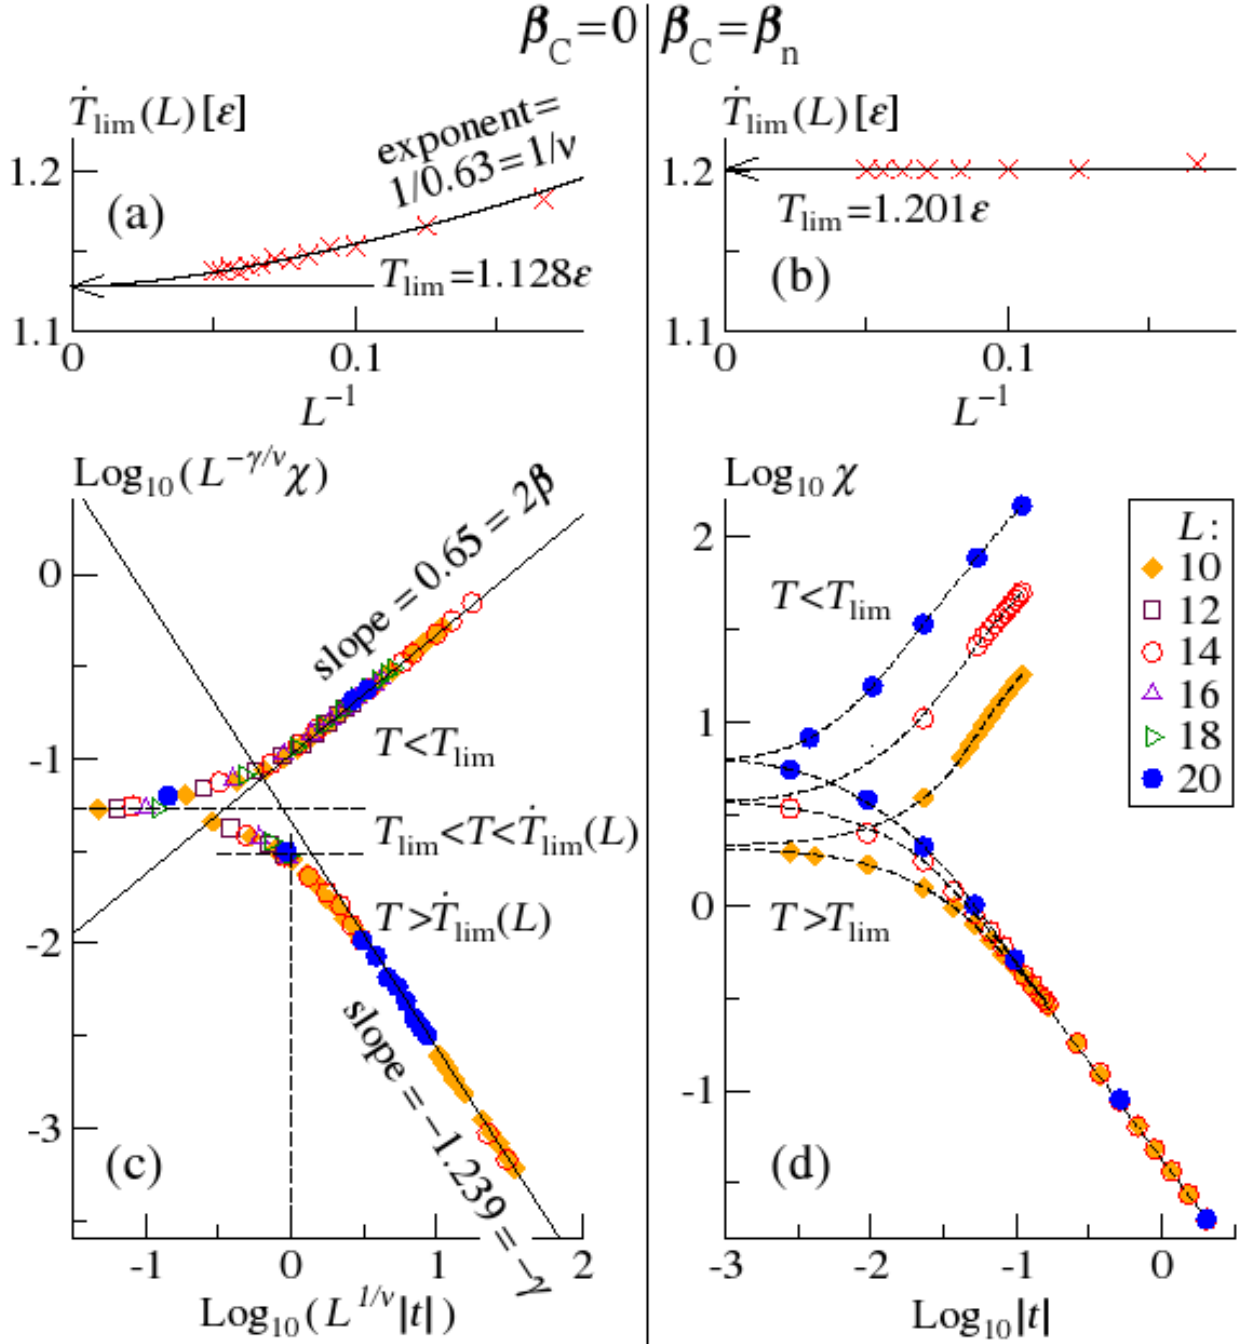 β_C=0
β_C=β_n
Ṫ_lim(L)[ε]
exponent=
1/0.63=1/ν
1.2
(a)
T_lim=1.128ε
1.1
0
0.1
L⁻¹
Ṫ_lim(L)[ε]
1.2
T_lim=1.201ε
(b)
1.1
0
0.1
L⁻¹
Log₁₀(L^−γ/ν χ)
slope = 0.65 = 2β
0
-1
T<T_lim
T_lim<T<Ṫ_lim(L)
T>Ṫ_lim(L)
-2
slope = −1.239 = −γ
-3
(c)
-1
0
1
2
Log₁₀(L^1/ν |t|)
Log₁₀ χ
L:
10
12
14
16
18
20
2
T<T_lim
1
0
T>T_lim
-1
(d)
-3
-2
-1
0
Log₁₀|t|